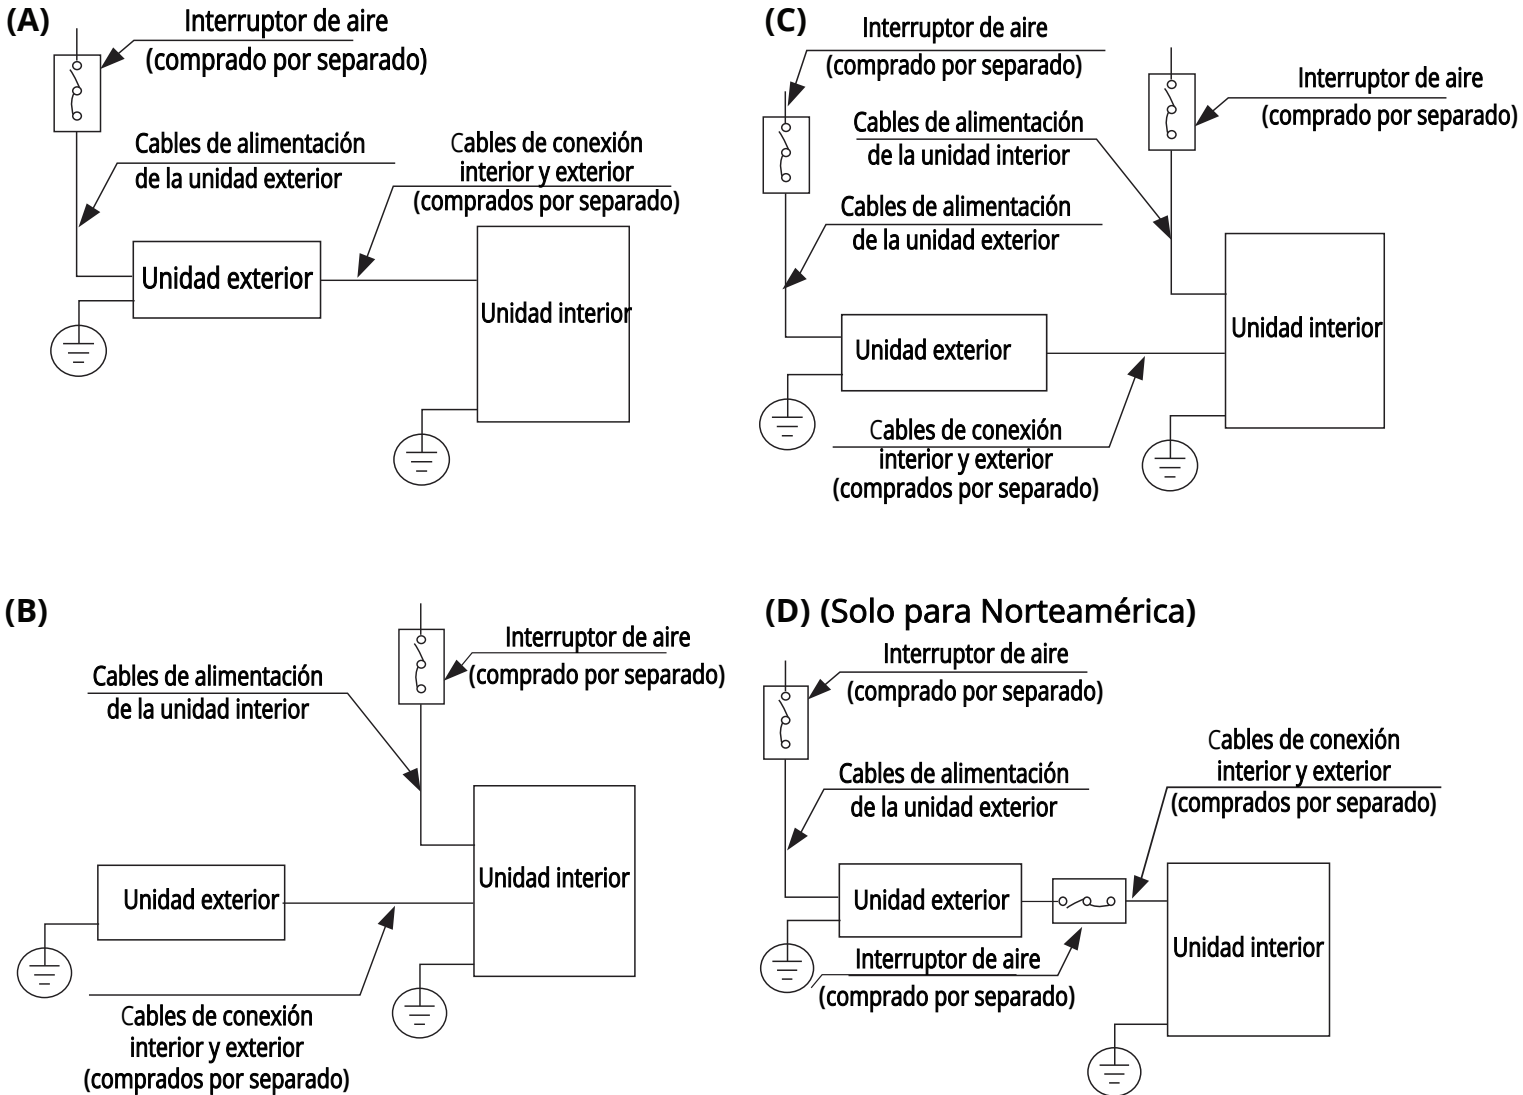 (A)
Interruptor de aire
(comprado por separado)
Cables de alimentación
de la unidad exterior
Cables de conexión
interior y exterior
(comprados por separado)
Unidad exterior
Unidad interior
(C)
Interruptor de aire
(comprado por separado)
Interruptor de aire
(comprado por separado)
Cables de alimentación
de la unidad interior
Cables de alimentación
de la unidad exterior
Unidad exterior
Unidad interior
Cables de conexión
interior y exterior
(comprados por separado)
(B)
Interruptor de aire
(comprado por separado)
Cables de alimentación
de la unidad interior
Unidad exterior
Unidad interior
Cables de conexión
interior y exterior
(comprados por separado)
(D) (Solo para Norteamérica)
Interruptor de aire
(comprado por separado)
Cables de conexión
interior y exterior
(comprados por separado)
Cables de alimentación
de la unidad exterior
Unidad exterior
Unidad interior
Interruptor de aire
(comprado por separado)